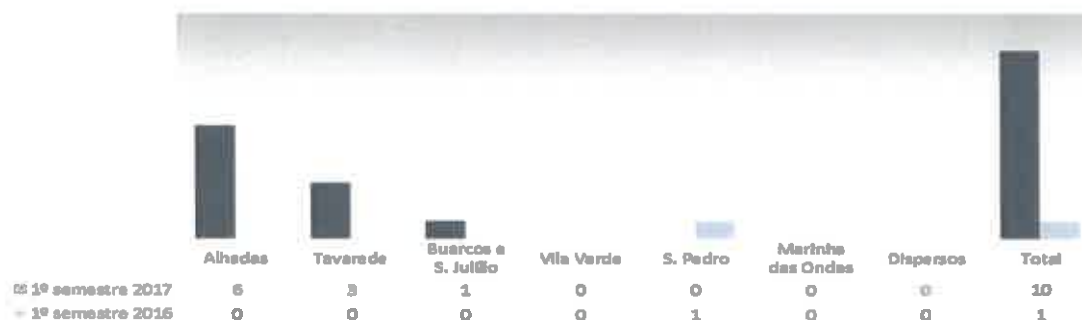 Alhadas Tavarede Buarcos e S. Julião Vila Verde S. Pedro Marinha das Ondas Dispersos Total
1º semestre 2017 6 3 1 0 0 0 0 10
1º semestre 2016 0 0 0 0 1 0 0 1